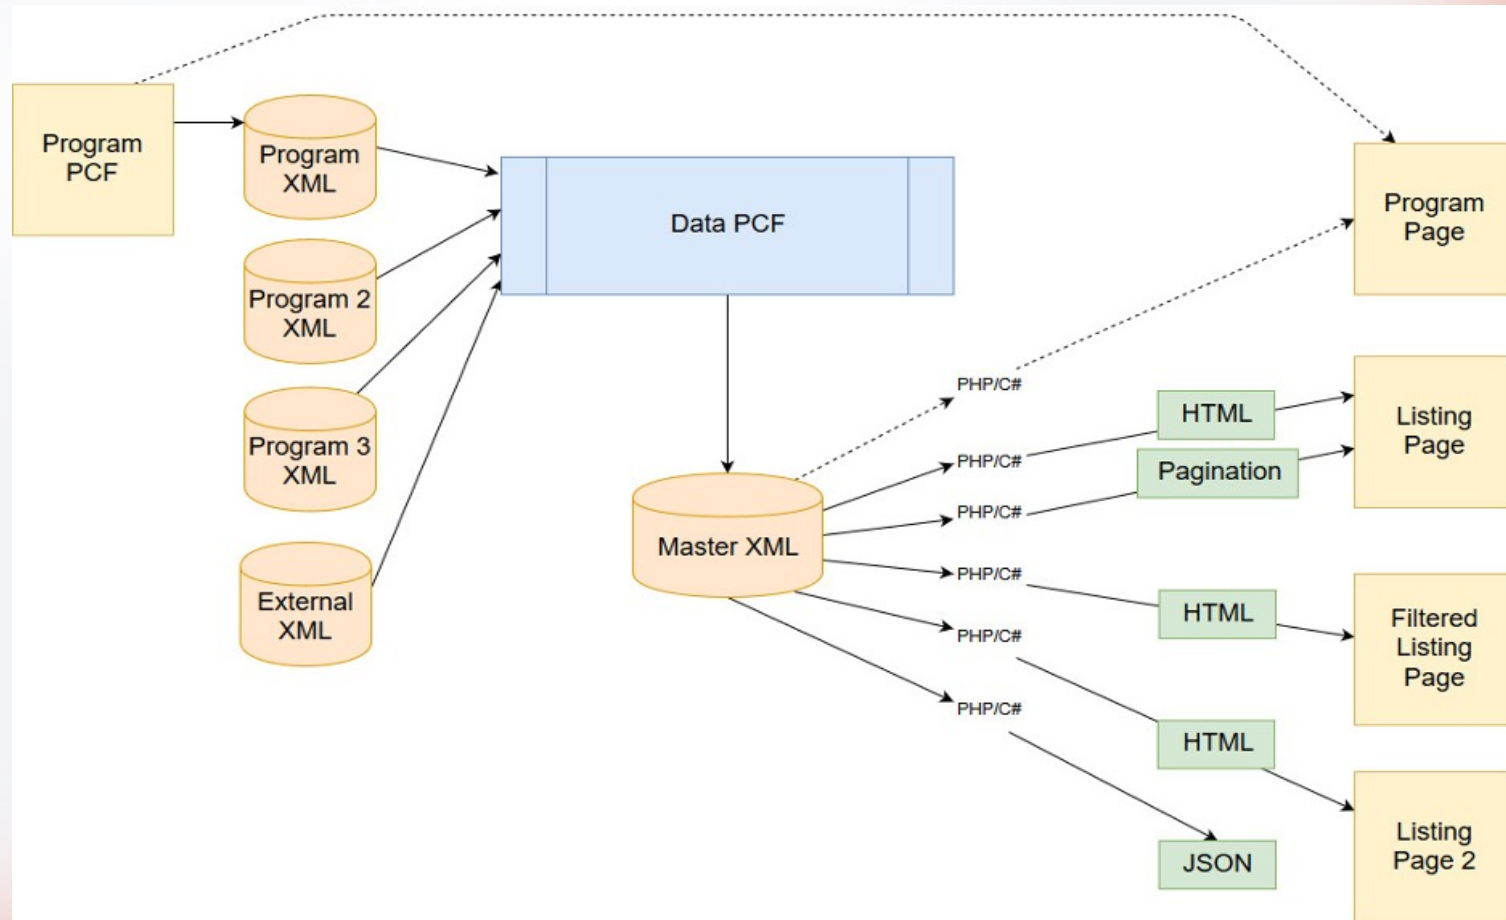 Program
PCF
Program
XML
Program 2
XML
Program 3
XML
External
XML
Data PCF
Master XML
PHP/C#
PHP/C#
PHP/C#
PHP/C#
PHP/C#
PHP/C#
HTML
Pagination
HTML
HTML
JSON
Program
Page
Listing
Page
Filtered
Listing
Page
Listing
Page 2